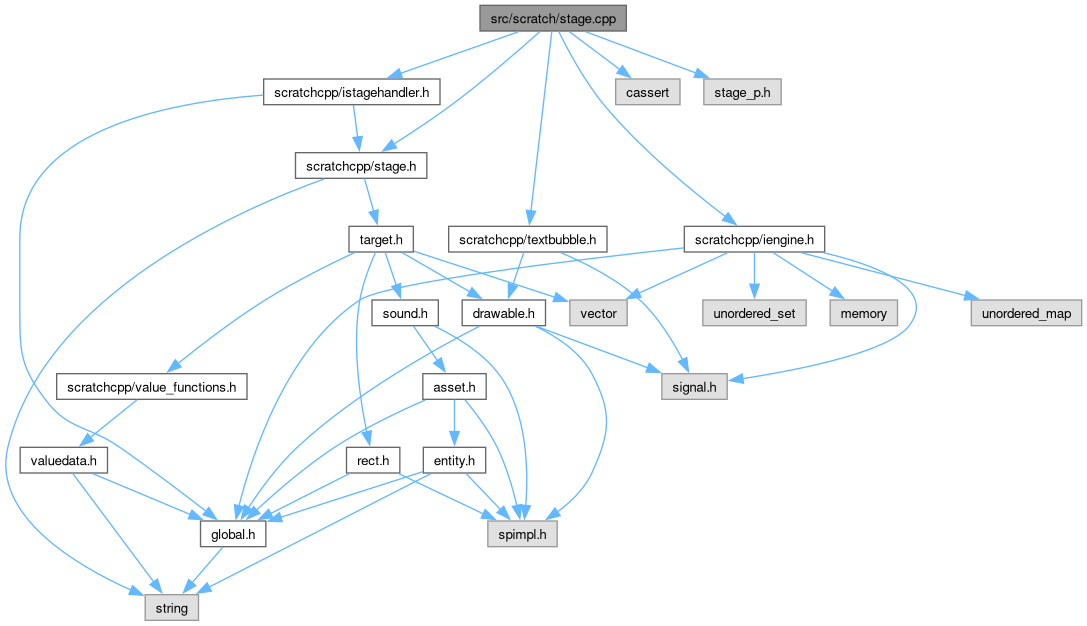 src/scratch/stage.cpp
scratchcpp/istagehandler.h
cassert
stage_p.h
scratchcpp/stage.h
target.h
scratchcpp/textbubble.h
scratchcpp/iengine.h
sound.h
drawable.h
vector
unordered_set
memory
unordered_map
scratchcpp/value_functions.h
asset.h
signal.h
valuedata.h
rect.h
entity.h
global.h
spimpl.h
string